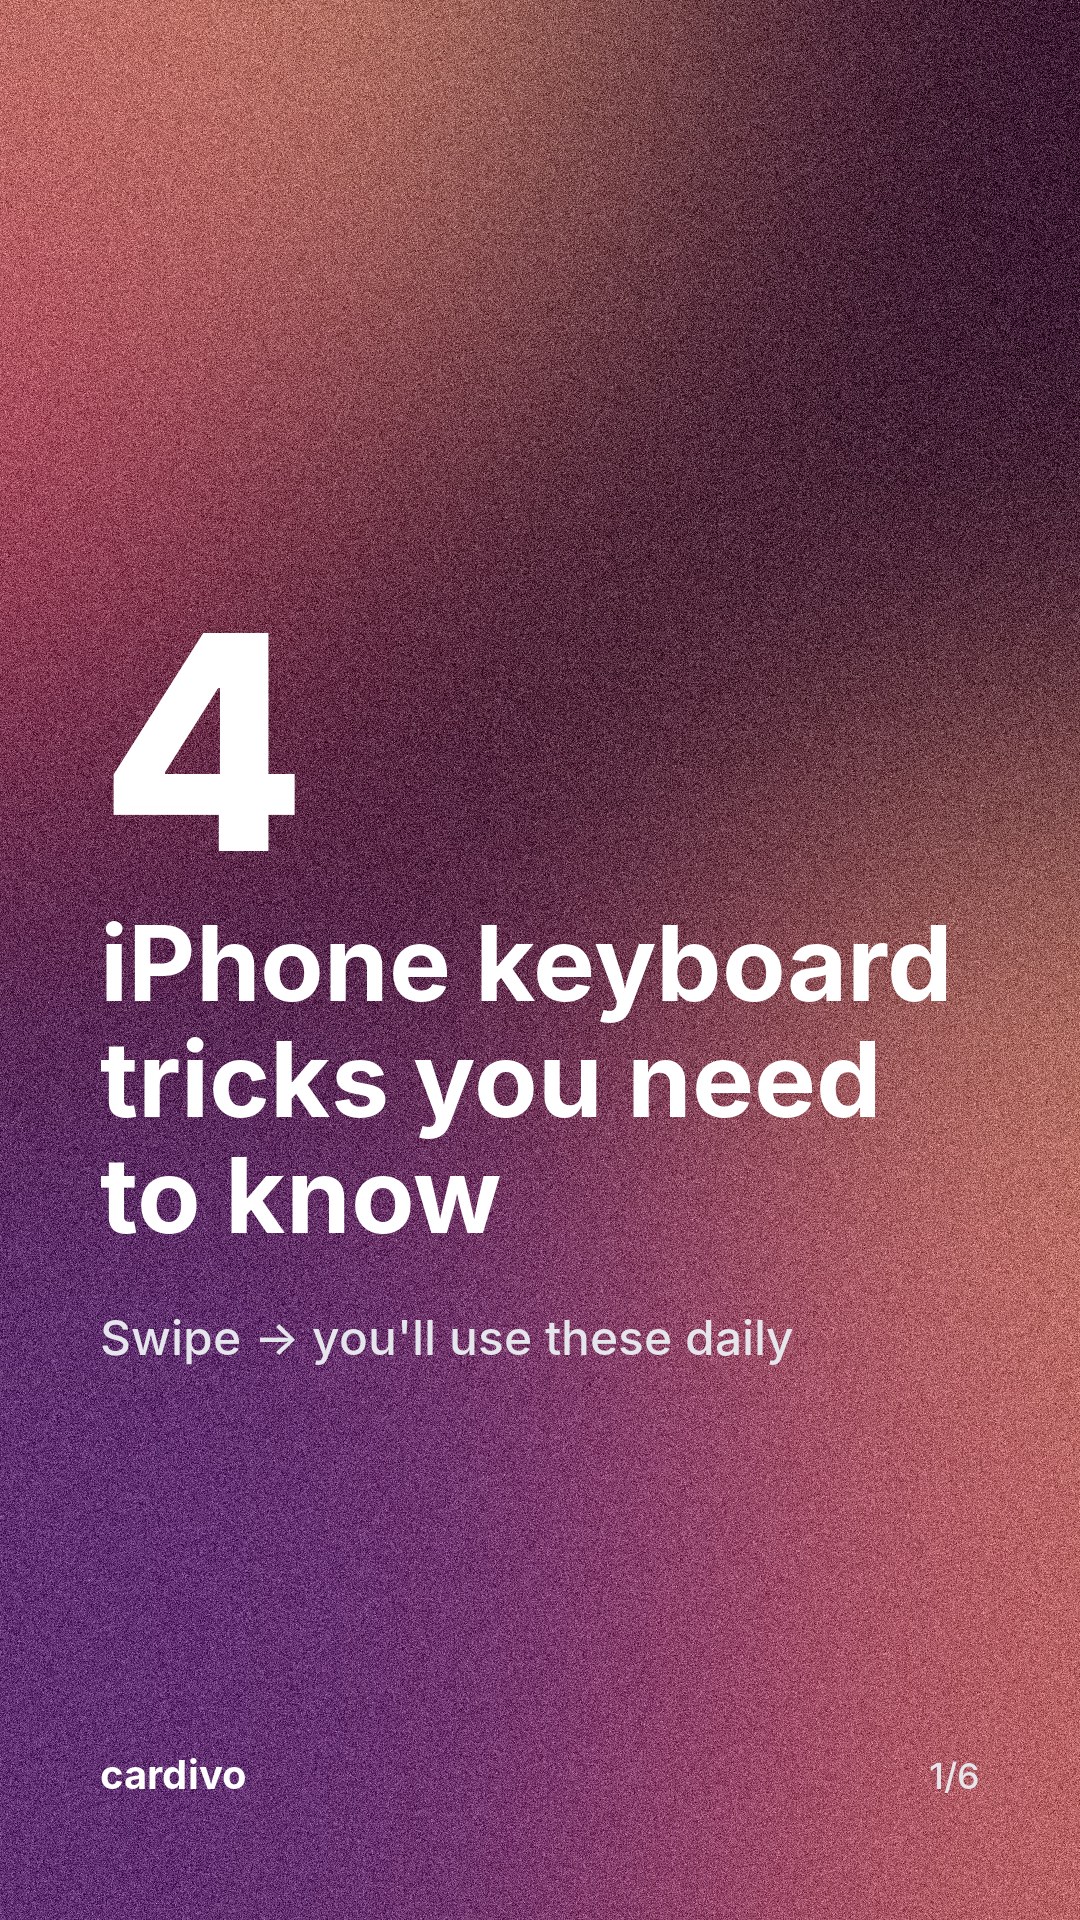 4
iPhone keyboard
tricks you need
to know
Swipe → you'll use these daily
cardivo
1/6